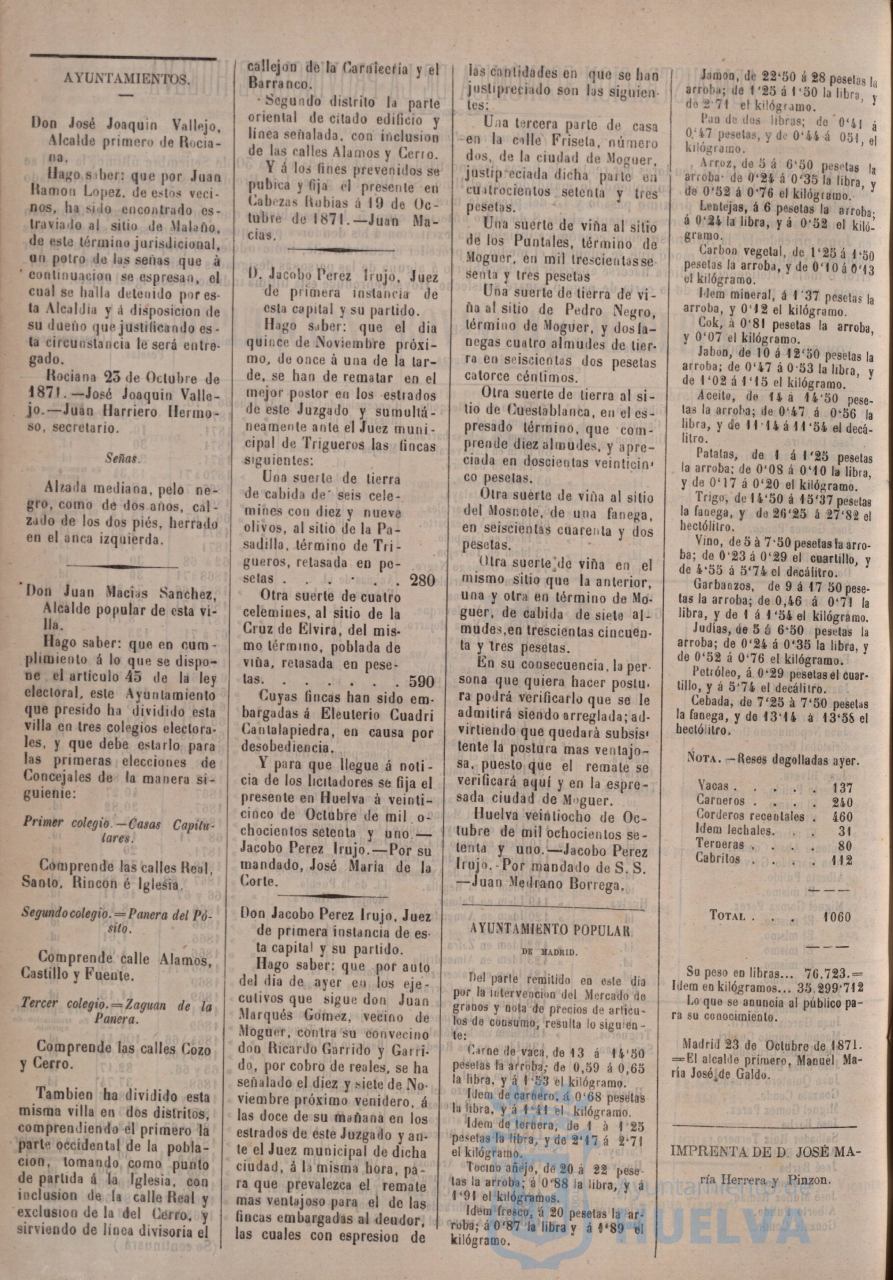 AYUNTAMIENTOS.
Don José Joaquin Vallejo,
Alcalde primero de Rocia-
na,
Hago saber: que por Juan
Ramon Lopez, de estos veci-
nos, ha sido encontrado es-
traviado al sitio de Malaño,
de este término jurisdicional,
un potro de las señas que á
continuacion se espresan, el
cual se halla detenido por es-
ta Alcaldia y á disposicion de
su dueño que justificando es-
ta circustancia le será entre-
gado.
Rociana 23 de Octubre de
1871.—José Joaquin Valle-
jo.—Juan Harriero Hermo-
so, secretario.
Señas.
Alzada mediana, pelo ne-
gro, como de dos años, cal-
zado de los dos piés, herrado
en el anca izquierda.
Don Juan Macias Sanchez,
Alcalde popular de esta vi-
lla.
Hago saber: que en cum-
plimiento á lo que se dispo-
ne el artículo 45 de la ley
electoral, este Ayuntamiento
que presido ha dividido esta
villa en tres colegios electora-
les, y que debe estarlo para
las primeras elecciones de
Concejales de la manera si-
guiente:
Primer colegio.—Casas Capitu-
lares.
Comprende las calles Real,
Santo, Rincon é Iglesia.
Segundo colegio.=Panera del Pó-
sito.
Comprende calle Alamos,
Castillo y Fuente.
Tercer colegio.=Zaguan de la
Panera.
Comprende las calles Cozo
y Cerro.
Tambien ha dividido esta
misma villa en dos distritos,
comprendiendo el primero la
parte occidental de la pobla-
cion, tomando como punto
de partida á la Iglesia, con
inclusion de la calle Real y
exclusion de la del Cerro, y
sirviendo de linea divisoria el
callejon de la Carniecría y el
Barranco.
Segundo distrito la parte
oriental de citado edificio y
linea señalada, con inclusion
de las calles Alamos y Cerro.
Y á los fines prevenidos se
pubica y fija el presente en
Cabezas Rubias á 19 de Oc-
tubre de 1871.—Juan Ma-
cias.
D. Jacobo Perez Irujo, Juez
de primera instancia de
esta capital y su partido.
Hago saber: que el dia
quince de Noviembre próxi-
mo, de once á una de la tar-
de, se han de rematar en el
mejor postor en los estrados
de este Juzgado y sumultá-
neamente ante el Juez muni-
cipal de Trigueros las fincas
siguientes:
Una suerte de tierra
de cabida de seis cele-
mines con diez y nueve
olivos, al sitio de la Pa-
sadilla, término de Tri-
gueros, retasada en pe-
setas . . . . . . 280
Otra suerte de cuatro
celemines, al sitio de la
Cruz de Elvira, del mis-
mo término, poblada de
viña, retasada en pese-
tas. . . . . . . 590
Cuyas fincas han sido em-
bargadas á Eleuterio Cuadri
Cantalapiedra, en causa por
desobediencia.
Y para que llegue á noti-
cia de los licitadores se fija el
presente en Huelva á veinti-
cinco de Octubre de mil o-
chocientos setenta y uno.—
Jacobo Perez Irujo.—Por su
mandado, José Maria de la
Corte.
Don Jacobo Perez Irujo, Juez
de primera instancia de es-
ta capital y su partido.
Hago saber: que por auto
del dia de ayer en los eje-
cutivos que sigue don Juan
Marqués Gomez, vecino de
Moguer, contra su convecino
don Ricardo Garrido y Garri-
do, por cobro de reales, se ha
señalado el diez y siete de No-
viembre próximo venidero, á
las doce de su mañana en los
estrados de este Juzgado y an-
te el Juez municipal de dicha
ciudad, á la misma hora, pa-
ra que prevalezca el remate
mas ventajoso para el de las
fincas embargadas al deudor,
las cuales con espresion de
las cantidades en que se han
justipreciado son las siguien-
tes:
Una tercera parte de casa
en la calle Friseta, número
dos, de la ciudad de Moguer,
justipreciada dicha parte en
cuatrocientos setenta y tres
pesetas.
Una suerte de viña al sitio
de los Puntales, término de
Moguer, en mil trescientas se-
senta y tres pesetas
Una suerte de tierra de vi-
ña al sitio de Pedro Negro,
término de Moguer, y dos fa-
negas cuatro almudes de tier-
ra en seiscientas dos pesetas
catorce céntimos.
Otra suerte de tierra al si-
tio de Cuestablanca, en el es-
presado término, que com-
prende diez almudes, y apre-
ciada en doscientas veintiein-
co pesetas.
Otra suerte de viña al sitio
del Mosnote, de una fanega,
en seiscientas cuarenta y dos
pesetas.
Otra suerte de viña en el
mismo sitio que la anterior,
una y otra en término de Mo-
guer, de cabida de siete al-
mudes, en trescientas cincuen-
ta y tres pesetas.
En su consecuencia, la per-
sona que quiera hacer postu-
ra podrá verificarlo que se le
admitirá siendo arreglada; ad-
virtiendo que quedará subsis-
tente la postura mas ventajo-
sa, puesto que el remate se
verificará aquí y en la espre-
sada ciudad de Moguer.
Huelva veintiocho de Oc-
tubre de mil ochocientos se-
tenta y uno.—Jacobo Perez
Irujo.-Por mandado de S. S.
—Juan Medrano Borrega.
AYUNTAMIENTO POPULAR
DE MADRID.
Del parte remitido en este dia
por la intervencion del Mercado de
granos y nota de precios de artícu-
los de consumo, resulta lo siguien-
te:
Carne de vaca, de 13 á 14'50
pesetas la arroba; de 0,59 á 0,65
la libra, y á 1'53 el kilógramo.
Idem de carnero, á 0'68 pesetas
la libra, y á 1'41 el kilógramo.
Idem de ternera, de 1 á 1'25
pesetas la libra, y de 2'17 á 2'71
el kilógramo.
Tocino añejo, de 20 á 22 pese-
tas la arroba; á 0'88 la libra, y á
1'91 el kilógramos.
Idem fresco, á 20 pesetas la ar-
roba; á 0'87 la libra y á 1'89 el
kilógramo.
Jamon, de 22'50 á 28 pesetas la
arroba; de 1'25 á 1'50 la libra, y
de 2'71 el kilógramo.
Pan de dos libras; de 0'41 á
0'47 pesetas, y de 0'44 á 051, el
kilógramo.
Arroz, de 5 á 6'50 pesetas la
arroba; de 0'24 á 0'35 la libra, y
de 0'52 á 0'76 el kilógramo.
Lentejas, á 6 pesetas la arroba;
á 0'24 la libra, y á 0'52 el kiló-
gramo.
Carbon vegetal, de 1'25 á 1'50
pesetas la arroba, y de 0'10 á 0'13
el kilógramo.
Idem mineral, á 1'37 pesetas la
arroba, y 0'12 el kilógramo.
Cok, á 0'81 pesetas la arroba,
y 0'07 el kilógramo.
Jabon, de 10 á 12'50 pesetas la
arroba; de 0'47 á 0'53 la libra, y de
1'02 á 1'15 el kilógramo.
Aceite, de 14 á 14'50 pese-
tas la arroba; de 0'47 á 0'56 la
libra, y de 11'14 á 11'54 el decá-
litro.
Patatas, de 1 á 1'25 pesetas
la arroba; de 0'08 á 0'10 la libra,
y de 0'17 á 0'20 el kilógramo.
Trigo, de 14'50 á 15'37 pesetas
la fanega, y de 26'25 á 27'82 el
hectólitro.
Vino, de 5 á 7'50 pesetas la arro-
ba; de 0'23 á 0'29 el cuartillo, y
de 4'55 á 5'74 el decálitro.
Garbanzos, de 9 á 17 50 pese-
tas la arroba; de 0,46 á 0'71 la
libra, y de 1 á 1'54 el kilógramo.
Judias, de 5 á 6'50 pesetas la
arroba; de 0'24 á 0'35 la libra, y
de 0'52 á 0'76 el kilógramo.
Petróleo, á 0'29 pesetas el cuar-
tillo, y á 5'74 el decálitro.
Cebada, de 7'25 á 7'50 pesetas
la fanega, y de 13'14 á 13'58 el
hectólitro.
NOTA.—Reses degolladas ayer.
Vacas . . . . . 137
Carneros . . . . 240
Corderos recentales . 460
Idem lechales. . . 31
Terneras . . . . 80
Cabritos . . . . 112
TOTAL . . . 1060
Su peso en libras... 76.723.=
Idem en kilógramos... 35,299'712
Lo que se anuncia al público pa-
ra su conocimiento.
Madrid 23 de Octubre de 1871.
=El alcalde primero, Manuel Ma-
ría José de Galdo.
IMPRENTA DE D. JOSÉ MA-
ría Herrera y Pinzon.
Ayuntamiento de
HUELVA